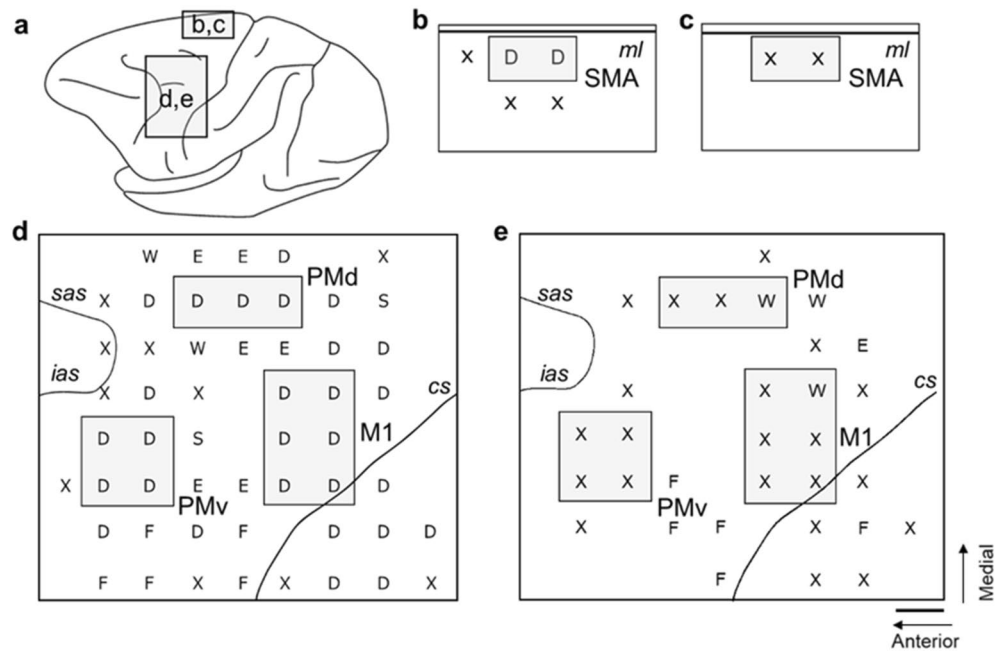 a
b,c
d,e
b
ml
X D D
SMA
X X
c
ml
X X
SMA
d
W E E D X
PMd
sas
X D D D D D S
X X W E E D D
ias
X D X D D D
cs
D D S D D
M1
X D D E E D D D
PMv
D F D F D D D
F F X F X D D X
e
X
PMd
sas
X X X W W
X E
ias
X X W X
cs
X X X X
M1
X X F X X X
PMv
X F F X F X
F X X
Medial
Anterior